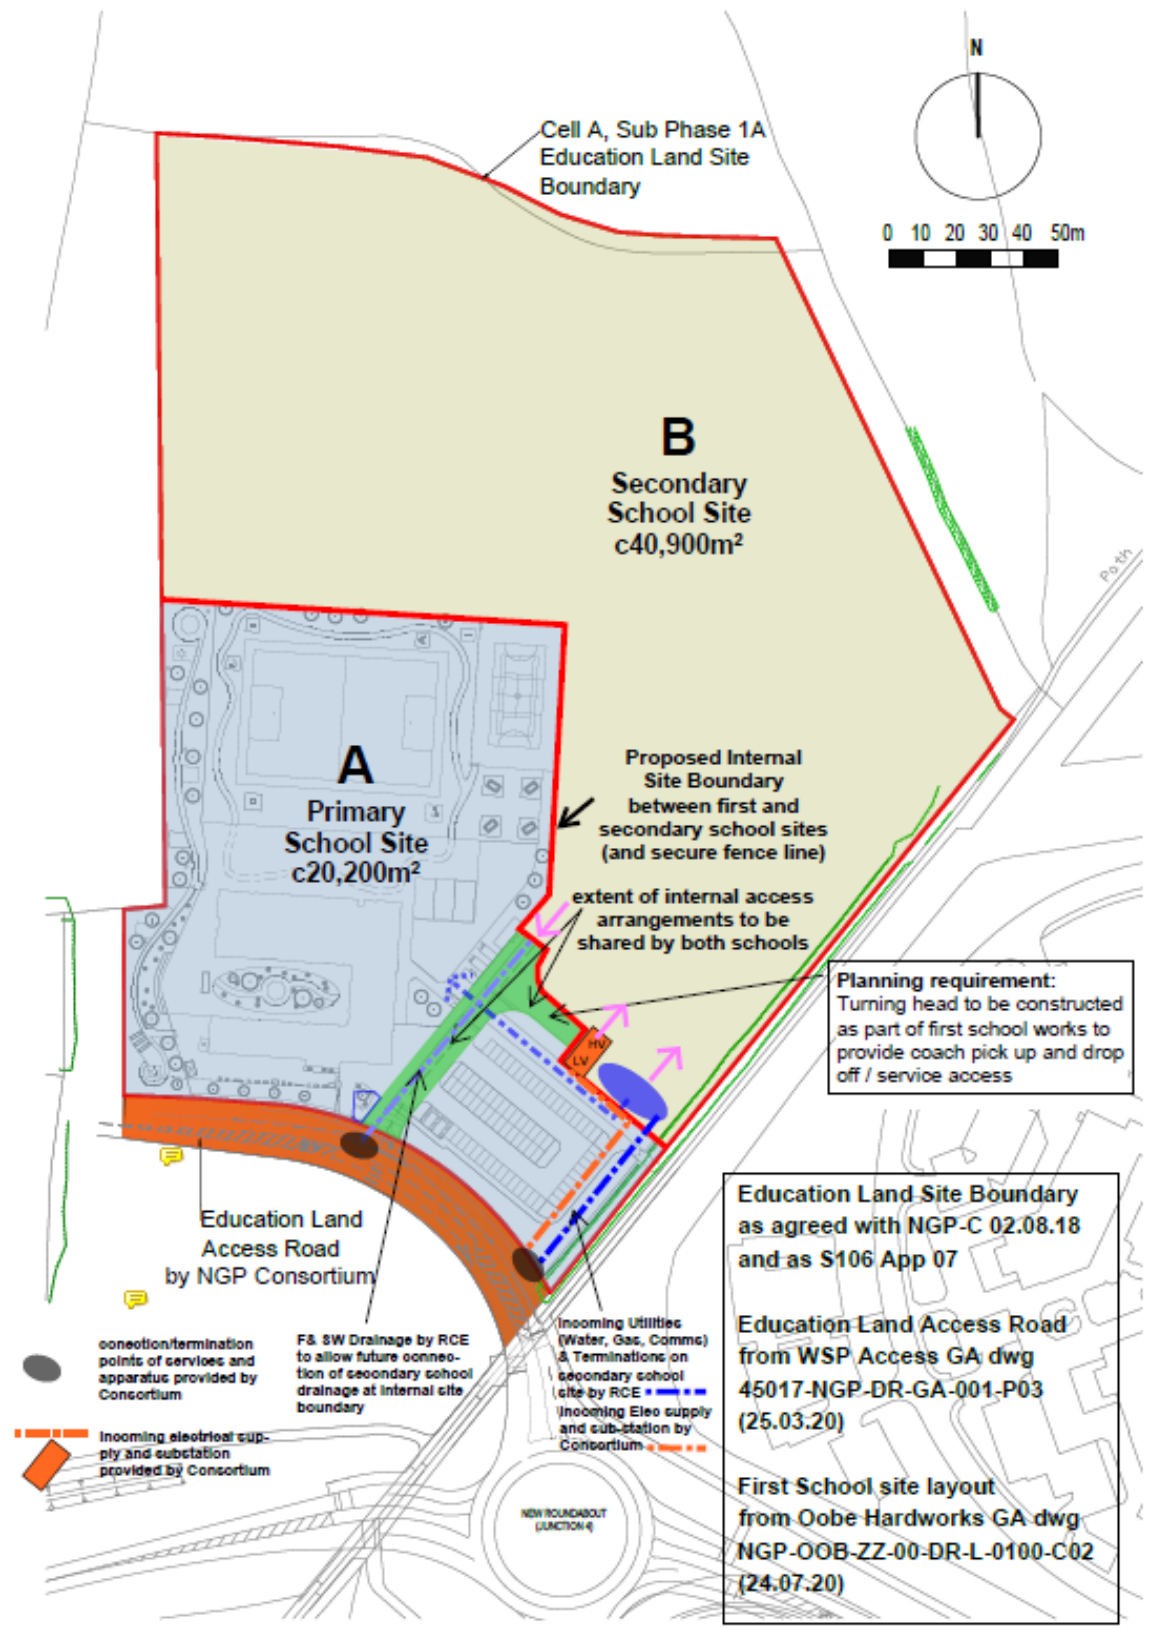 N
Cell A, Sub Phase 1A
Education Land Site
Boundary
0 10 20 30 40 50m
B
Secondary
School Site
c40,900m²
Path
A
Primary
School Site
c20,200m²
Proposed Internal
Site Boundary
between first and
secondary school sites
(and secure fence line)
extent of internal access
arrangements to be
shared by both schools
Planning requirement:
Turning head to be constructed
as part of first school works to
provide coach pick up and drop
off / service access
HV
LV
Education Land
Access Road
by NGP Consortium
Education Land Site Boundary
as agreed with NGP-C 02.08.18
and as S106 App 07
Education Land Access Road
from WSP Access GA dwg
45017-NGP-DR-GA-001-P03
(25.03.20)
First School site layout
from Oobe Hardworks GA dwg
NGP-OOB-ZZ-00-DR-L-0100-C02
(24.07.20)
conection/termination
points of services and
apparatus provided by
Consortium
Incoming electrical sup-
ply and substation
provided by Consortium
F& SW Drainage by RCE
to allow future connec-
tion of secondary school
drainage at internal site
boundary
Incoming Utilities
(Water, Gas, Comms)
& Terminations on
secondary school
site by RCE
Incoming Elec supply
and sub-station by
Consortium
NEW ROUNDABOUT
(JUNCTION 4)